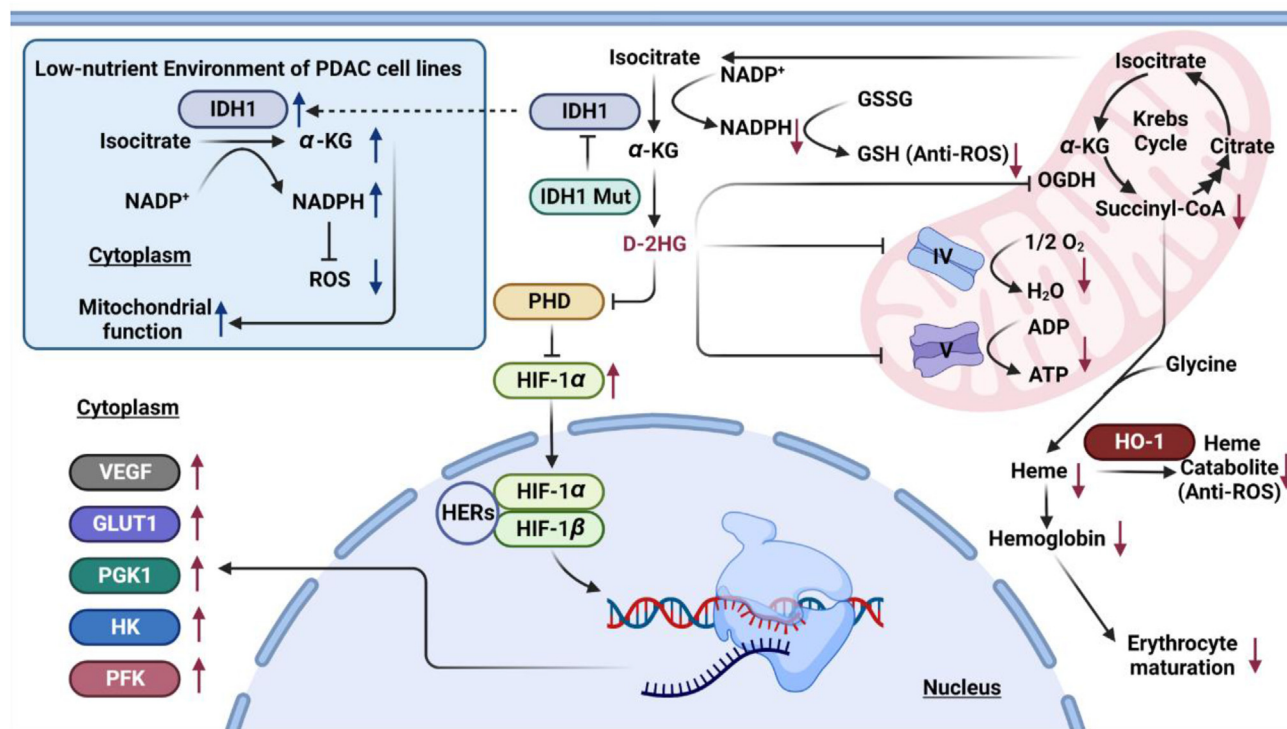 Low-nutrient Environment of PDAC cell lines
IDH1
Isocitrate
α-KG
NADP⁺
NADPH
Cytoplasm
ROS
Mitochondrial
function
Isocitrate
NADP⁺
IDH1
GSSG
NADPH
α-KG
GSH (Anti-ROS)
IDH1 Mut
D-2HG
PHD
HIF-1α
Isocitrate
α-KG
Krebs
Cycle
Citrate
OGDH
Succinyl-CoA
IV
1/2 O₂
H₂O
V
ADP
ATP
Glycine
HO-1
Heme
Heme
Catabolite
(Anti-ROS)
Hemoglobin
Erythrocyte
maturation
Cytoplasm
VEGF
GLUT1
PGK1
HK
PFK
HERs
HIF-1α
HIF-1β
Nucleus